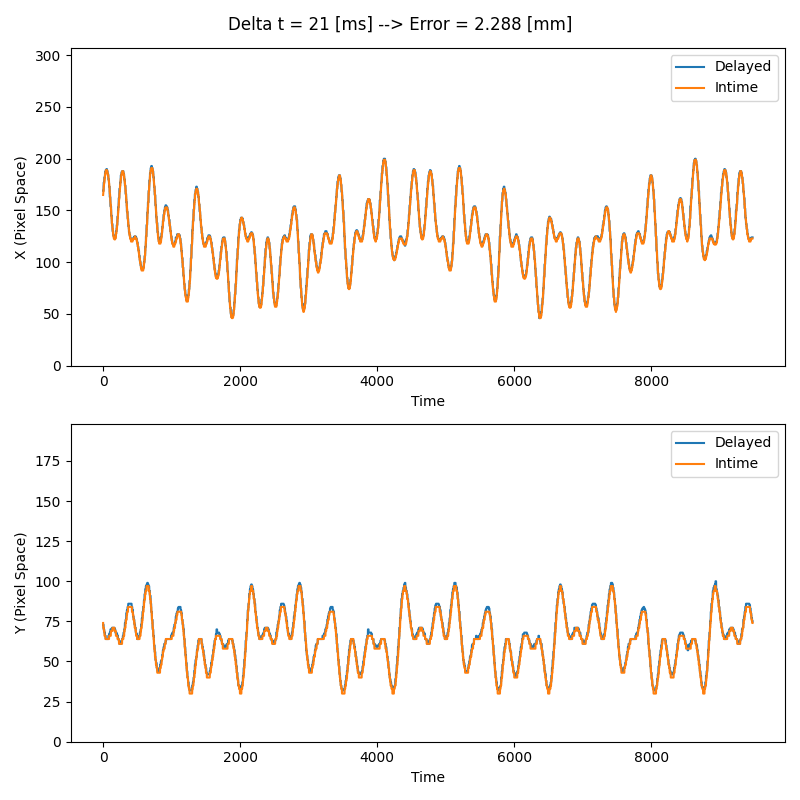 Delta t = 21 [ms] --> Error = 2.288 [mm]
300
250
200
150
100
50
0
X (Pixel Space)
Delayed
Intime
0 2000 4000 6000 8000
Time
175
150
125
100
75
50
25
0
Y (Pixel Space)
Delayed
Intime
0 2000 4000 6000 8000
Time